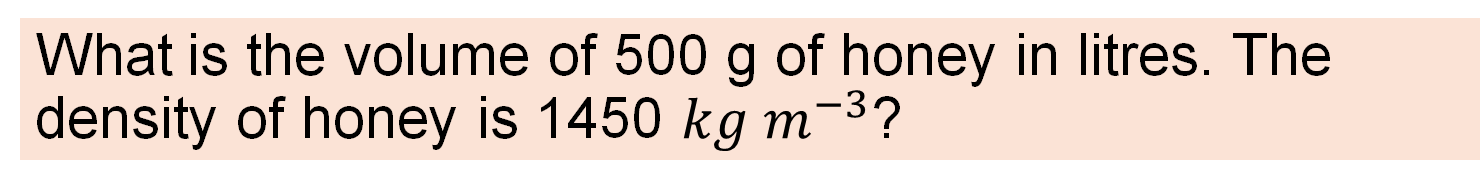 What is the volume of 500 g of honey in litres. The
density of honey is 1450 kg m⁻³?